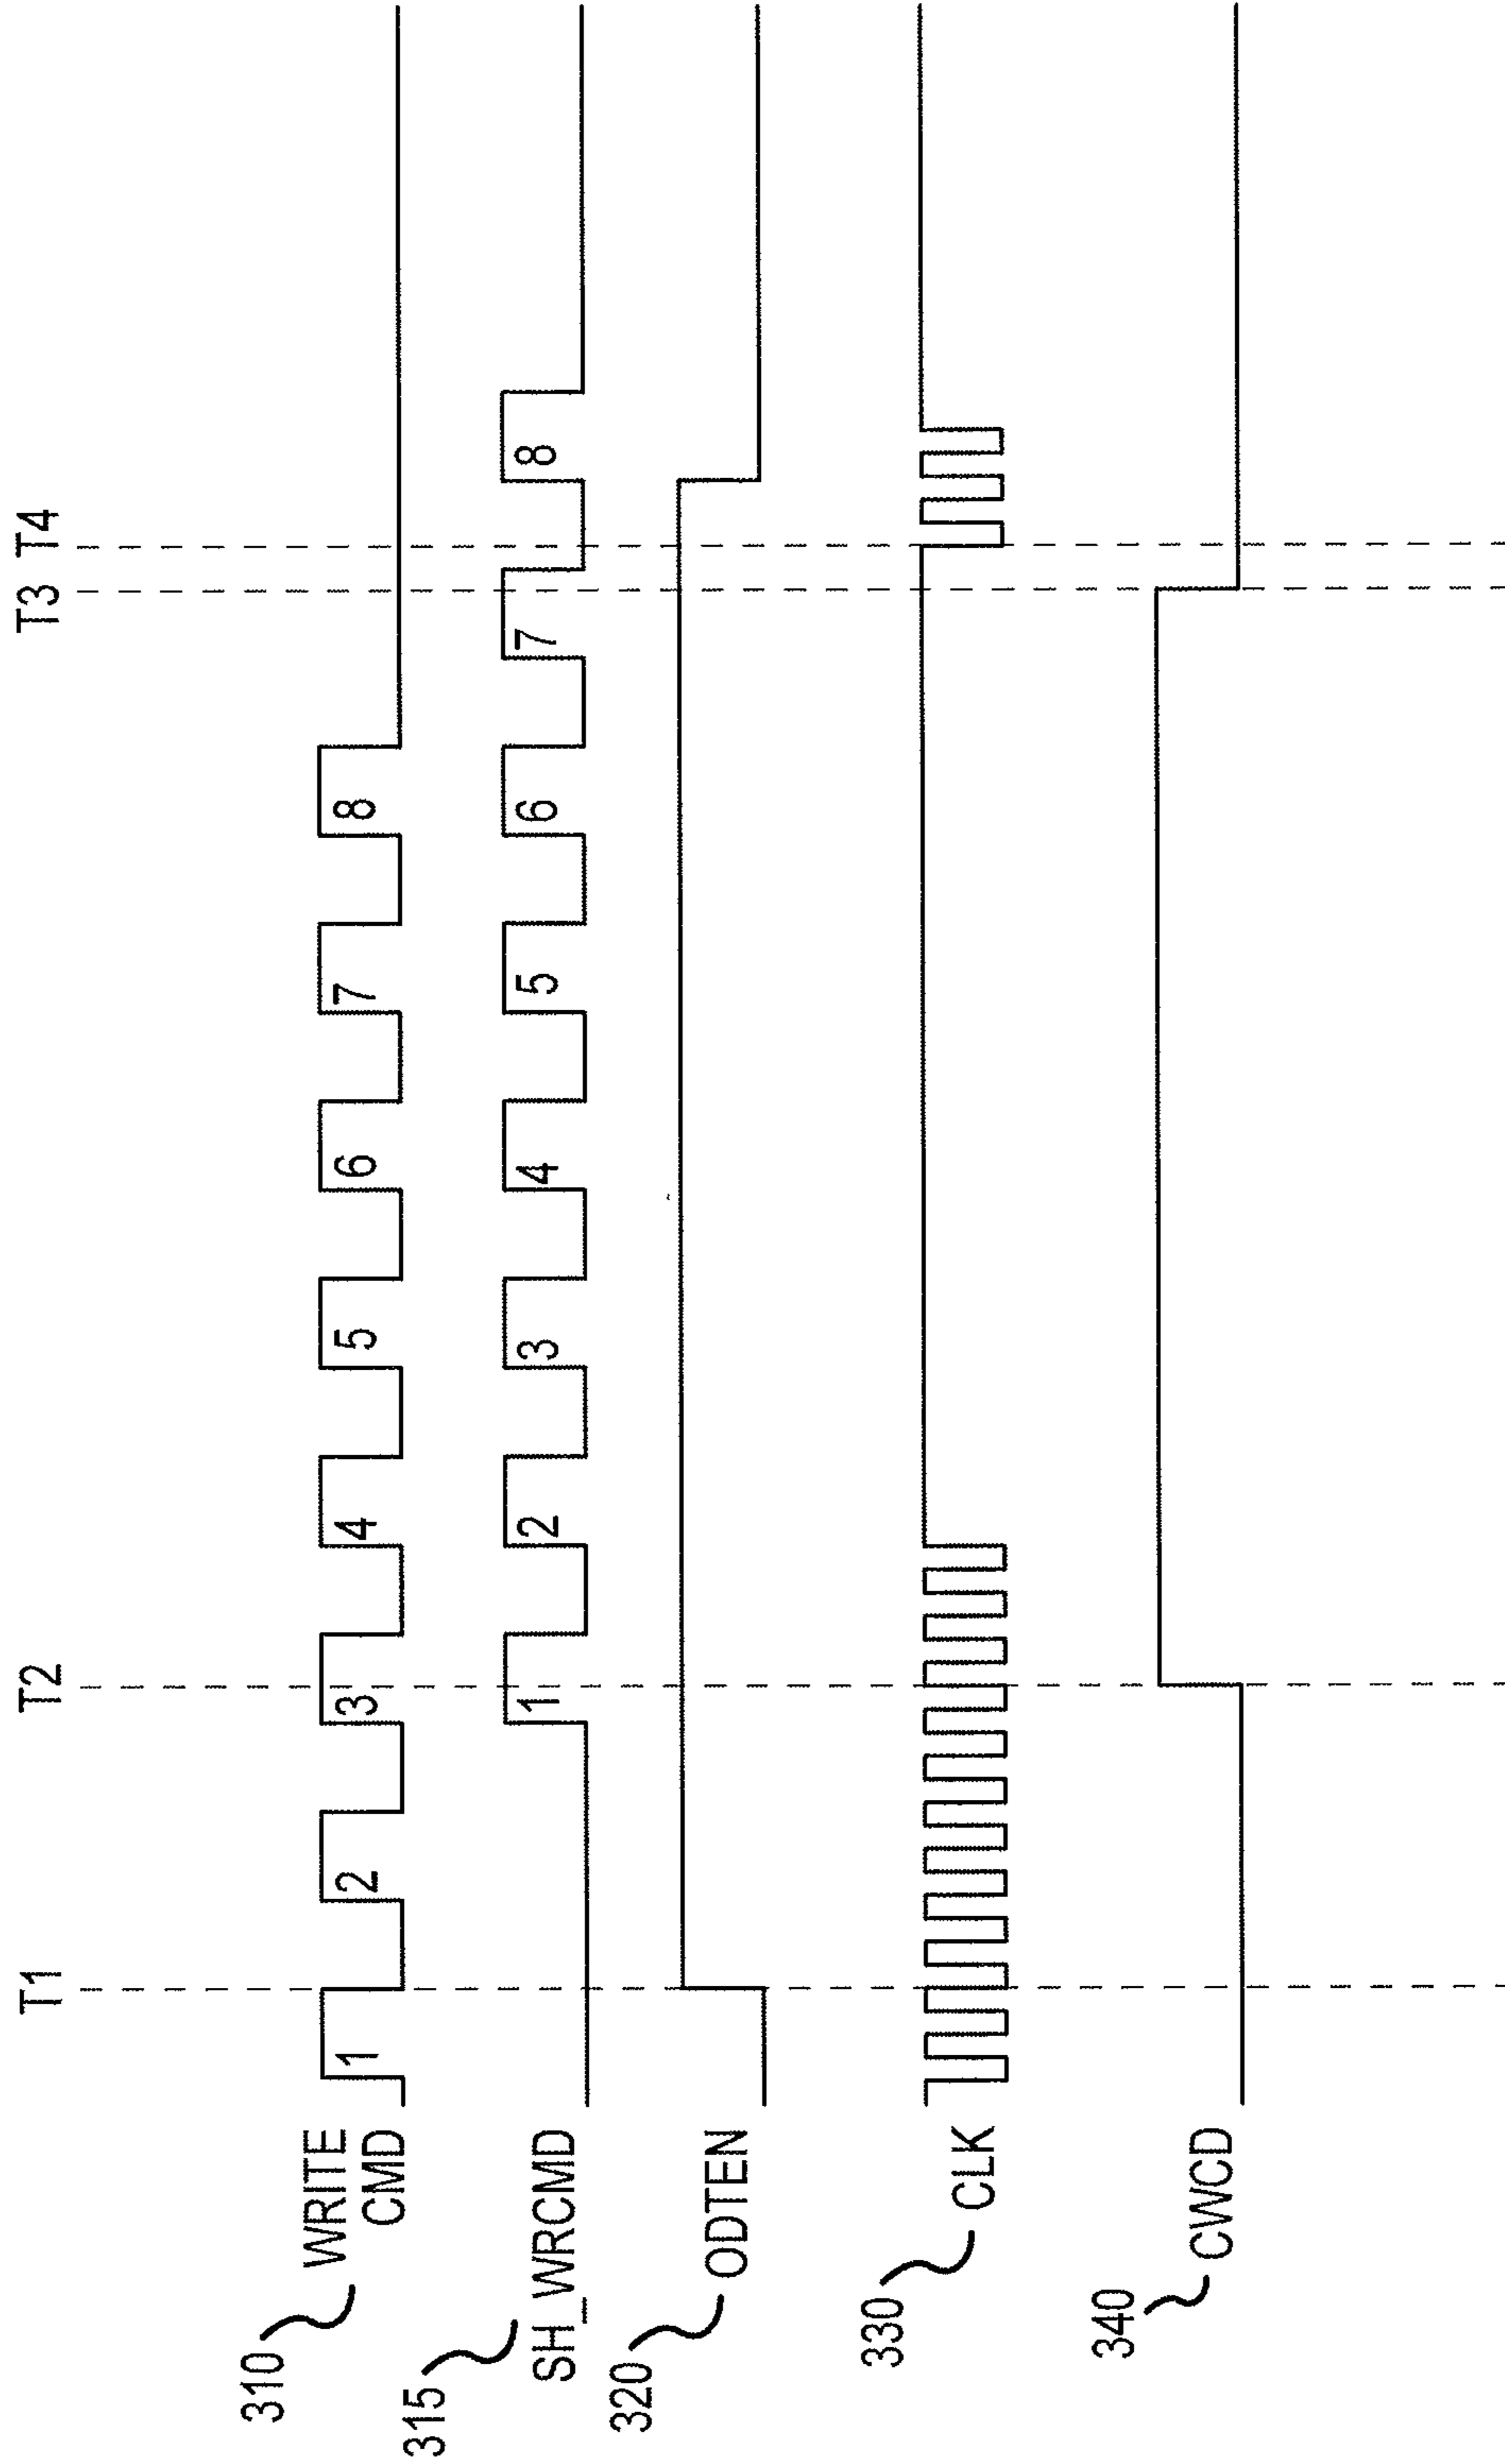 T1 T2 T3 T4
310 WRITE
CMD
1 2 3 4 5 6 7 8
315 SH_WRCMD
1 2 3 4 5 6 7 8
320 ODTEN
330 CLK
340 CWCD